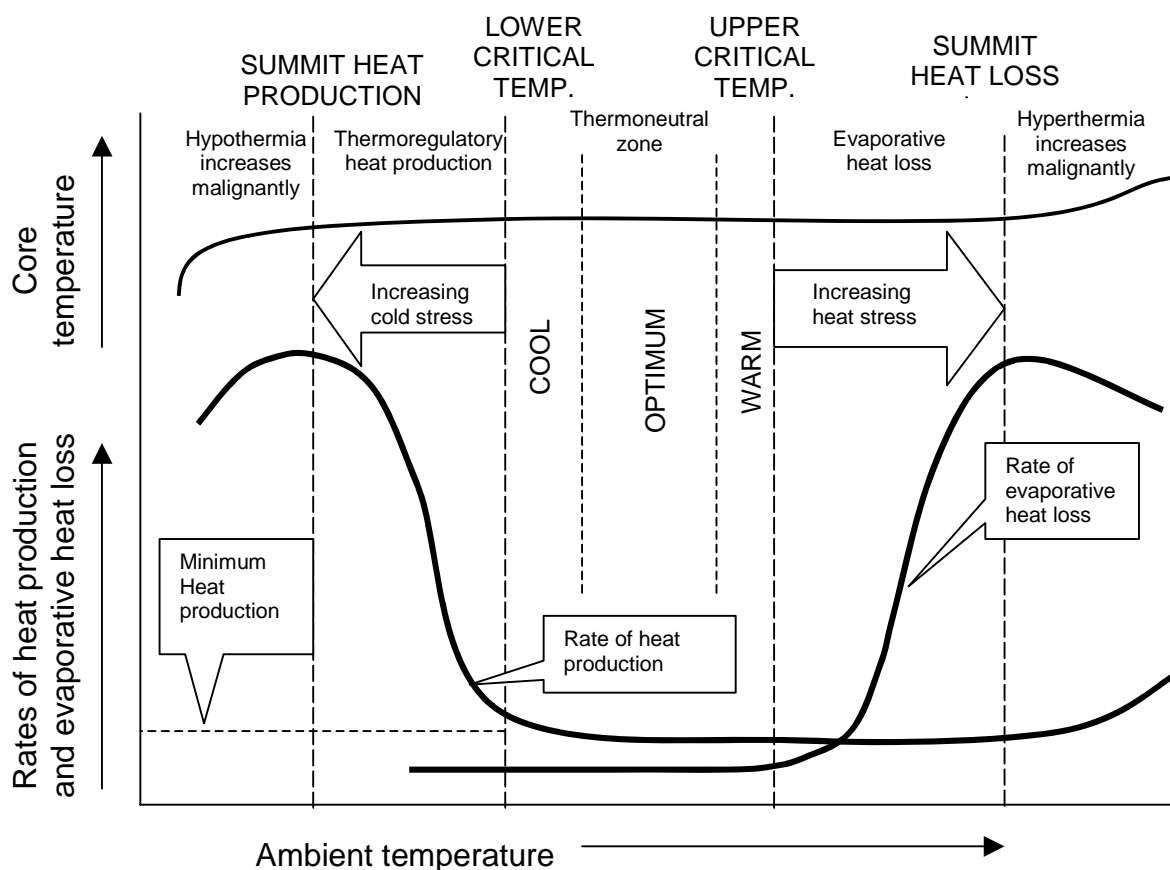 SUMMIT HEAT
PRODUCTION
LOWER
CRITICAL
TEMP.
UPPER
CRITICAL
TEMP.
SUMMIT
HEAT LOSS
Hypothermia
increases
malignantly
Thermoregulatory
heat production
Thermoneutral
zone
Evaporative
heat loss
Hyperthermia
increases
malignantly
Core
temperature
Increasing
cold stress
COOL
OPTIMUM
WARM
Increasing
heat stress
Rates of heat production
and evaporative heat loss
Minimum
Heat
production
Rate of heat
production
Rate of
evaporative
heat loss
Ambient temperature